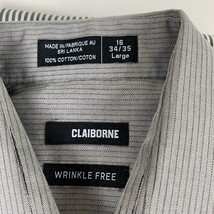 MADE IN/FABRIQUE AU
SRI LANKA
100% COTTON/COTON
16
34/35
Large
CLAIBORNE
WRINKLE FREE